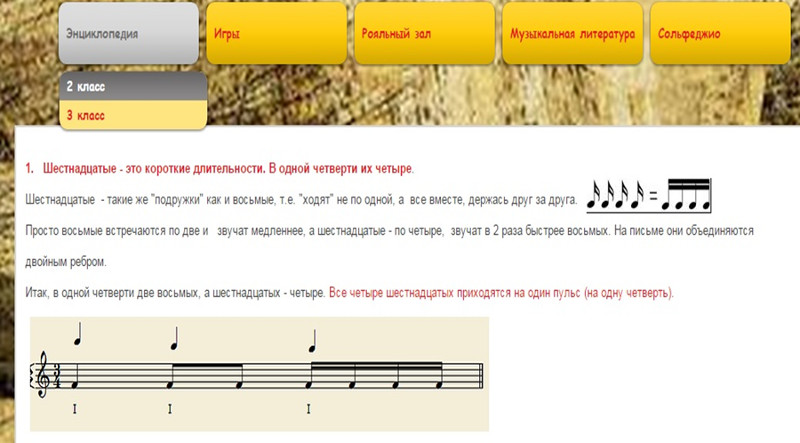 Энциклопедия
Игры
Рояльный зал
Музыкальная литература
Сольфеджио
2 класс
3 класс
1. Шестнадцатые - это короткие длительности. В одной четверти их четыре.
Шестнадцатые - такие же "подружки" как и восьмые, т.е. "ходят" не по одной, а все вместе, держась друг за друга. =
Просто восьмые встречаются по две и звучат медленнее, а шестнадцатые - по четыре, звучат в 2 раза быстрее восьмых. На письме они объединяются
двойным ребром.
Итак, в одной четверти две восьмых, а шестнадцатых - четыре. Все четыре шестнадцатых приходятся на один пульс (на одну четверть).
3
4
I I I